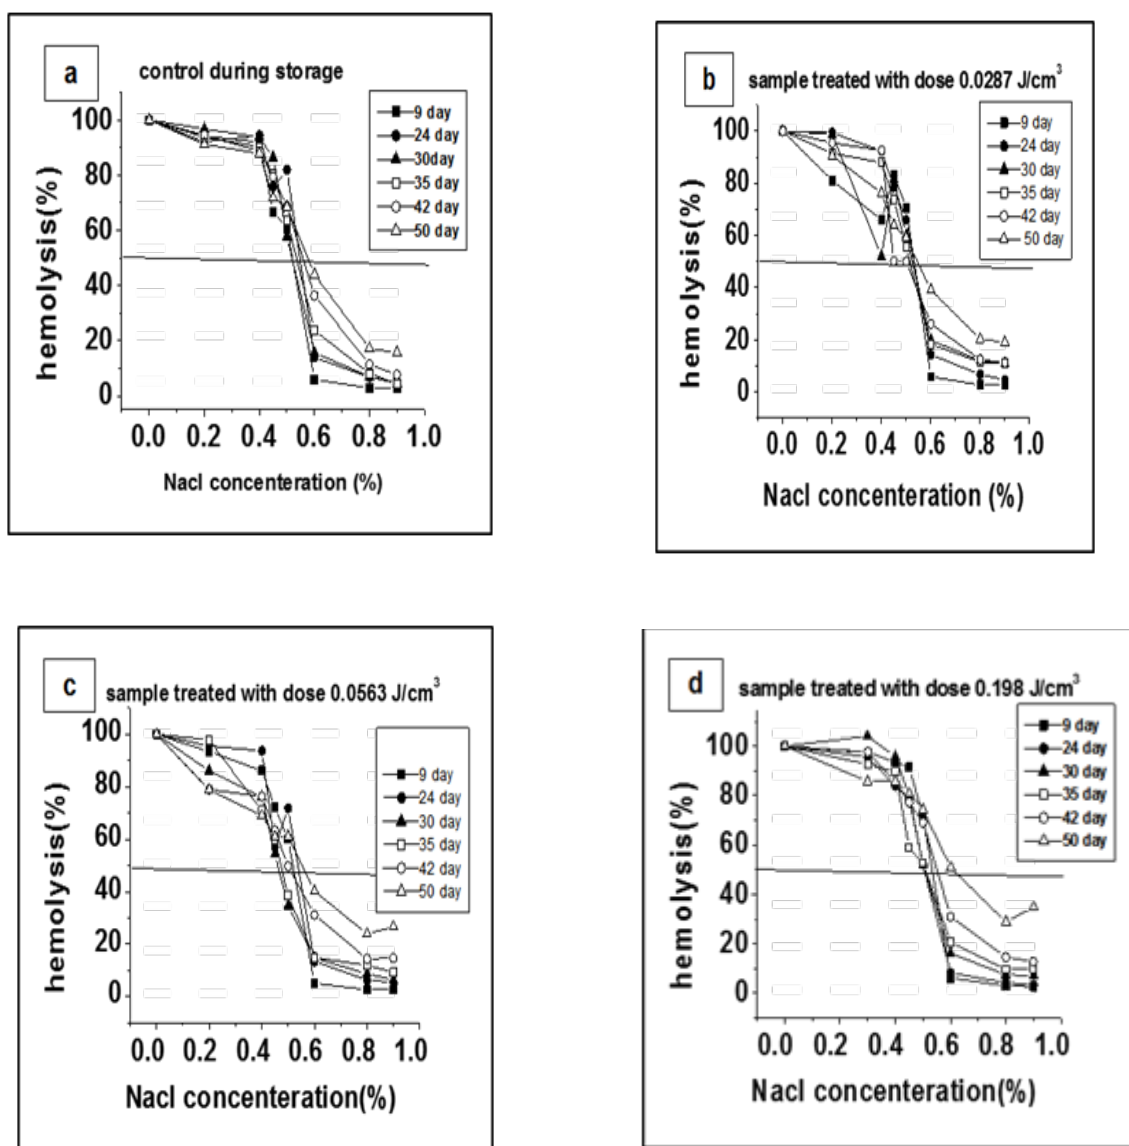 a
control during storage
hemolysis(%)
100
80
60
40
20
0
0.0 0.2 0.4 0.6 0.8 1.0
Nacl concenteration (%)
9 day
24 day
30day
35 day
42 day
50 day
b
sample treated with dose 0.0287 J/cm³
hemolysis(%)
100
80
60
40
20
0
0.0 0.2 0.4 0.6 0.8 1.0
Nacl concenteration (%)
9 day
24 day
30 day
35 day
42 day
50 day
c
sample treated with dose 0.0563 J/cm³
hemolysis(%)
100
80
60
40
20
0
0.0 0.2 0.4 0.6 0.8 1.0
Nacl concenteration(%)
9 day
24 day
30 day
35 day
42 day
50 day
d
sample treated with dose 0.198 J/cm³
hemolysis(%)
100
80
60
40
20
0
0.0 0.2 0.4 0.6 0.8 1.0
Nacl concenteration(%)
9 day
24 day
30 day
35 day
42 day
50 day